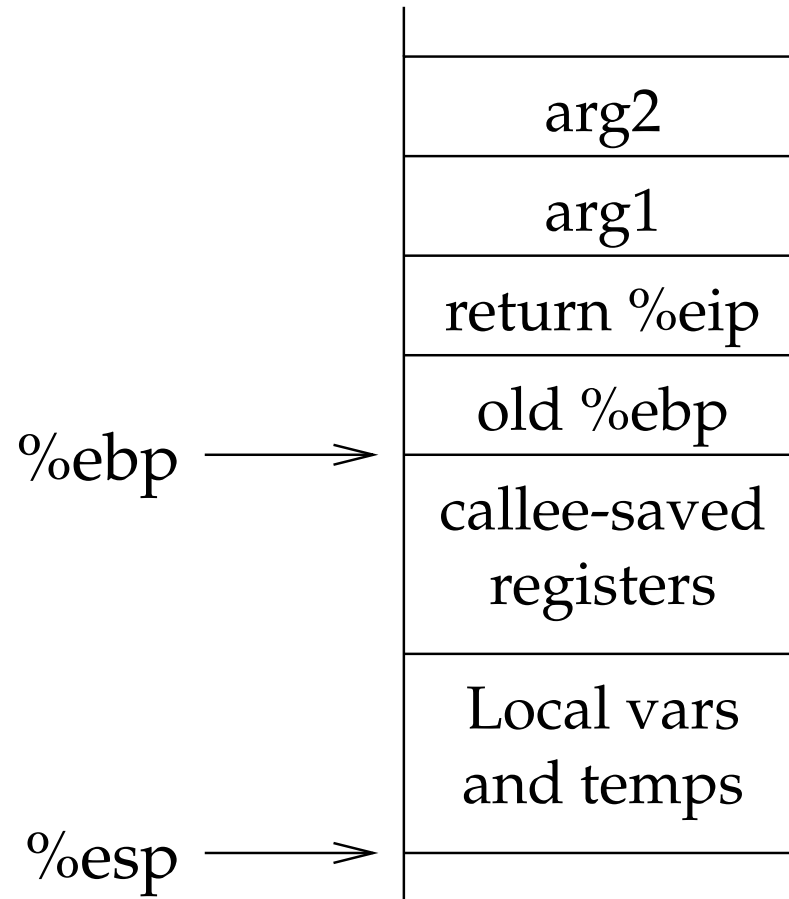 arg2
arg1
return %eip
old %ebp
%ebp
callee-saved
registers
Local vars
and temps
%esp